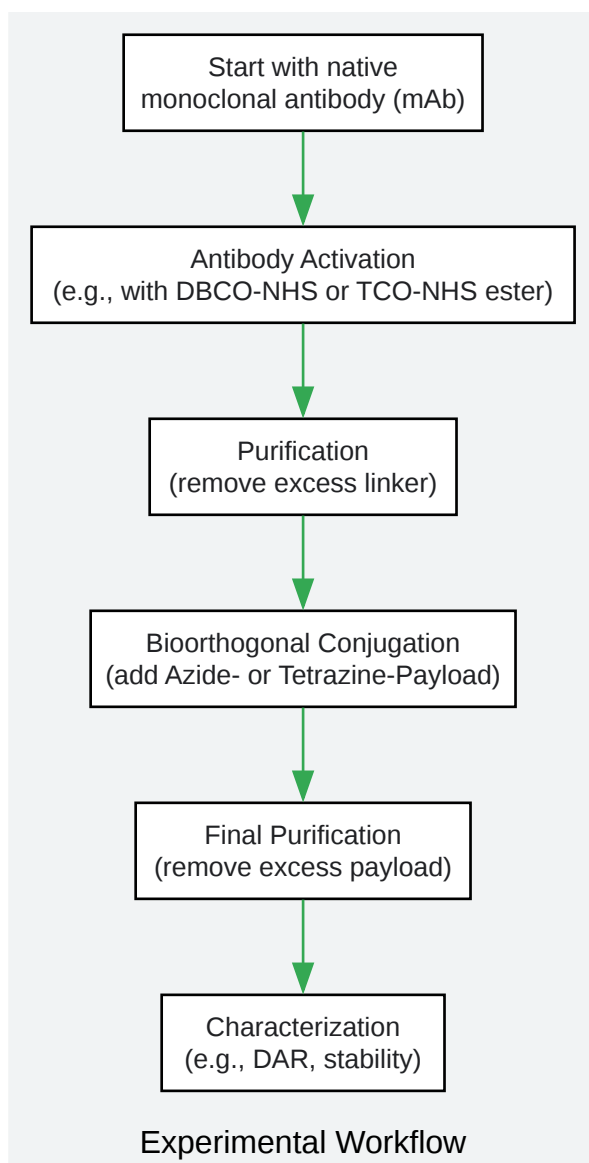 Start with native
monoclonal antibody (mAb)
Antibody Activation
(e.g., with DBCO-NHS or TCO-NHS ester)
Purification
(remove excess linker)
Bioorthogonal Conjugation
(add Azide- or Tetrazine-Payload)
Final Purification
(remove excess payload)
Characterization
(e.g., DAR, stability)
Experimental Workflow